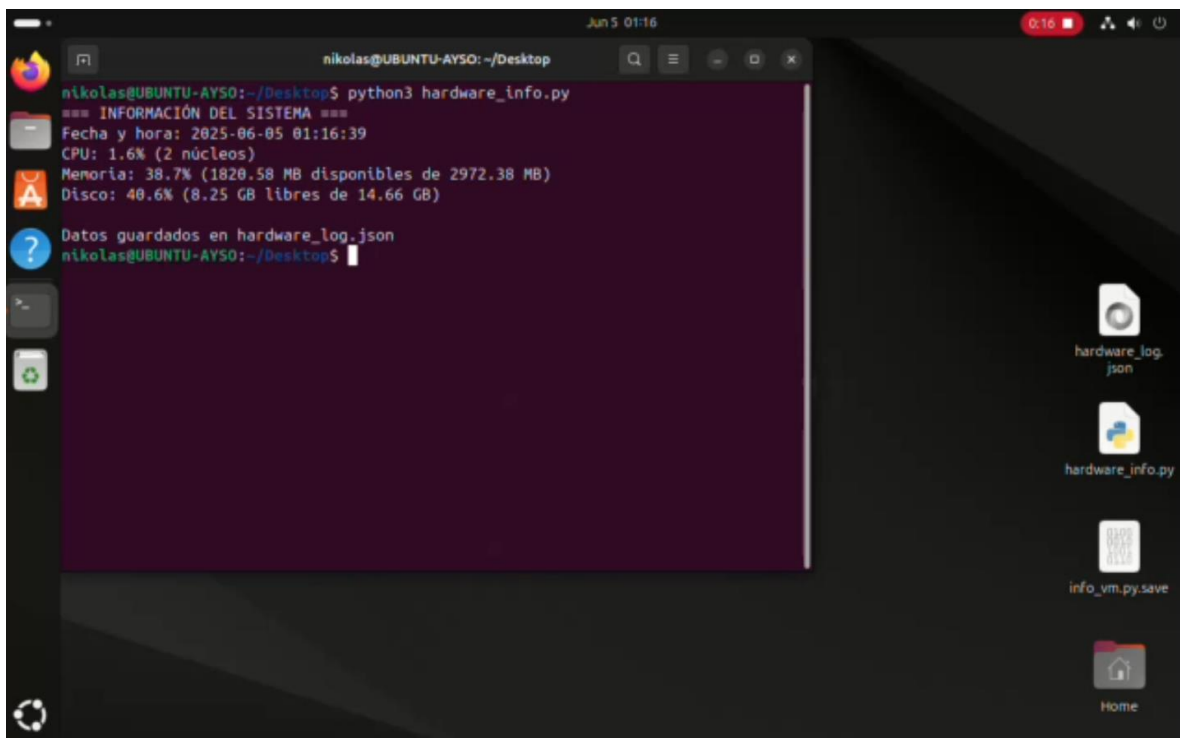 Jun 5 01:16
0:16
nikolas@UBUNTU-AYSO: ~/Desktop
nikolas@UBUNTU-AYSO:~/Desktop$ python3 hardware_info.py
=== INFORMACIÓN DEL SISTEMA ===
Fecha y hora: 2025-06-05 01:16:39
CPU: 1.6% (2 núcleos)
Memoria: 38.7% (1820.58 MB disponibles de 2972.38 MB)
Disco: 40.6% (8.25 GB libres de 14.66 GB)
Datos guardados en hardware_log.json
nikolas@UBUNTU-AYSO:~/Desktop$
hardware_log.
json
hardware_info.py
info_vm.py.save
Home